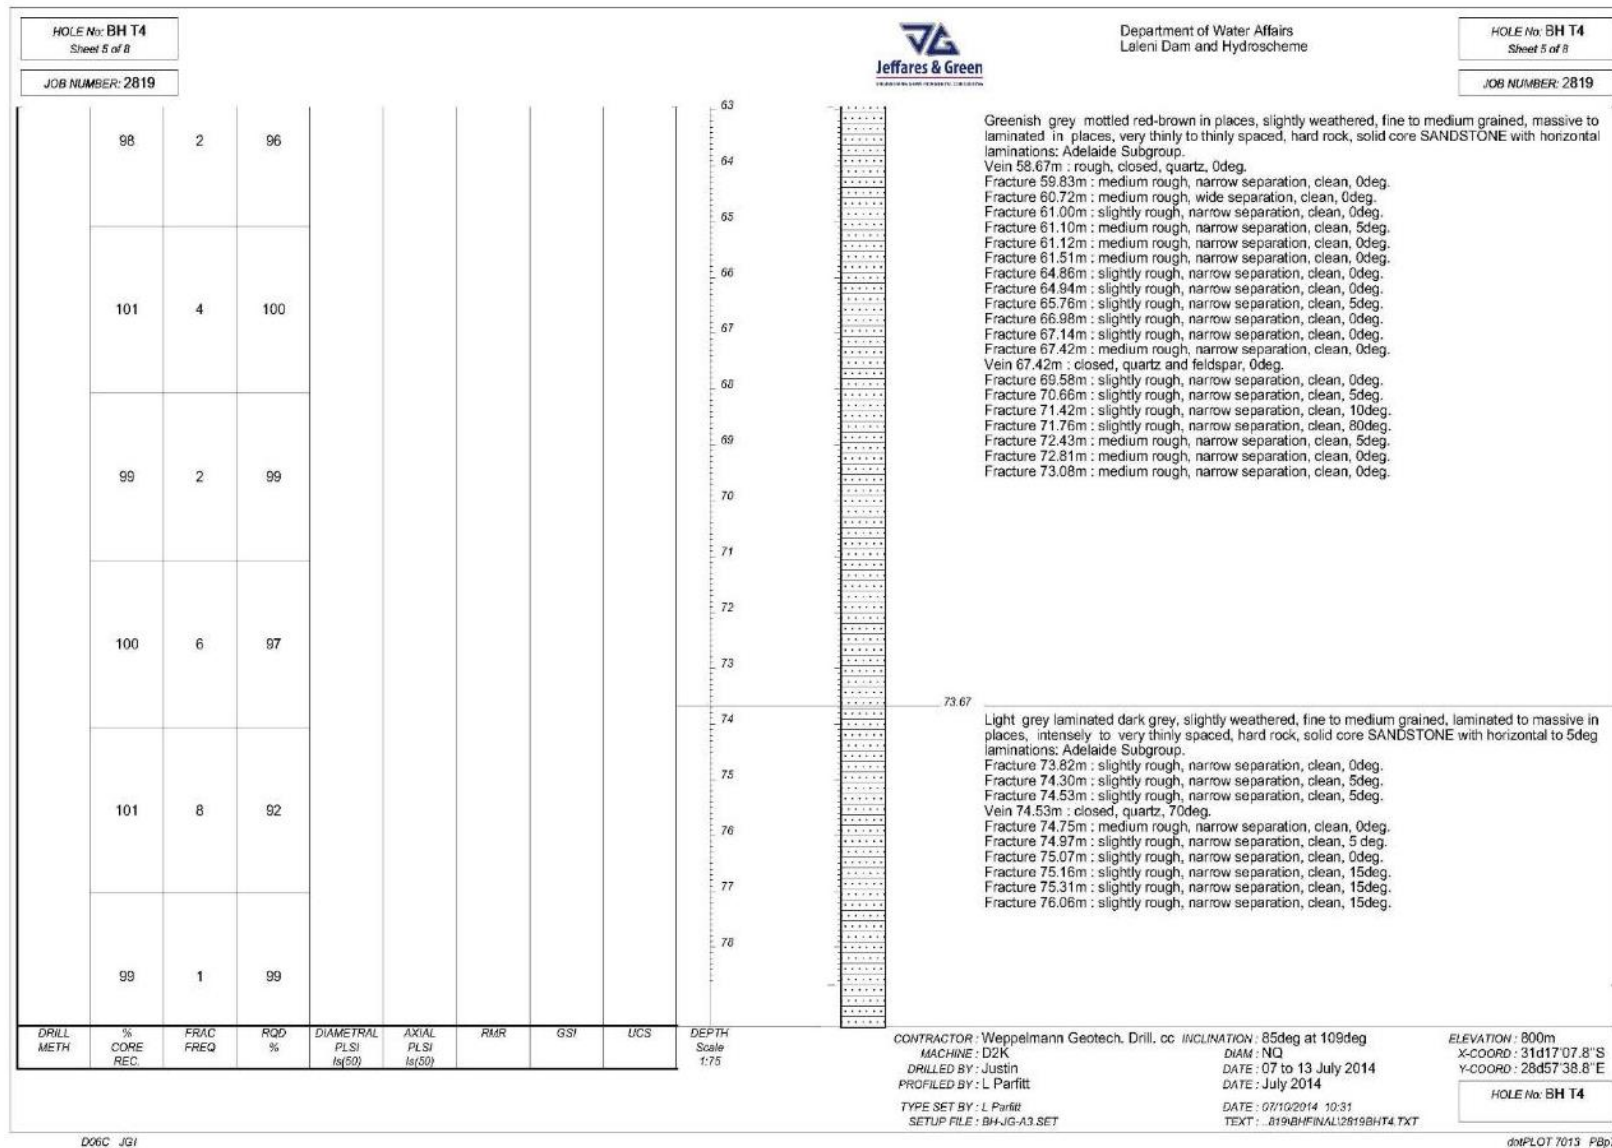 HOLE No: BH T4
Sheet 5 of 8
JOB NUMBER: 2819
JG
Jeffares & Green
Department of Water Affairs
Laleni Dam and Hydroscheme
HOLE No: BH T4
Sheet 5 of 8
JOB NUMBER: 2819
98 2 96
101 4 100
99 2 99
100 6 97
101 8 92
99 1 99
63
64
65
66
67
68
69
70
71
72
73
74
75
76
77
78
Greenish grey mottled red-brown in places, slightly weathered, fine to medium grained, massive to
laminated in places, very thinly to thinly spaced, hard rock, solid core SANDSTONE with horizontal
laminations: Adelaide Subgroup.
Vein 58.67m : rough, closed, quartz, 0deg.
Fracture 59.83m : medium rough, narrow separation, clean, 0deg.
Fracture 60.72m : medium rough, wide separation, clean, 0deg.
Fracture 61.00m : slightly rough, narrow separation, clean, 0deg.
Fracture 61.10m : medium rough, narrow separation, clean, 5deg.
Fracture 61.12m : medium rough, narrow separation, clean, 0deg.
Fracture 61.51m : medium rough, narrow separation, clean, 0deg.
Fracture 64.86m : slightly rough, narrow separation, clean, 0deg.
Fracture 64.94m : slightly rough, narrow separation, clean, 0deg.
Fracture 65.76m : slightly rough, narrow separation, clean, 5deg.
Fracture 66.98m : slightly rough, narrow separation, clean, 0deg.
Fracture 67.14m : slightly rough, narrow separation, clean, 0deg.
Fracture 67.42m : medium rough, narrow separation, clean, 0deg.
Vein 67.42m : closed, quartz and feldspar, 0deg.
Fracture 69.58m : slightly rough, narrow separation, clean, 0deg.
Fracture 70.66m : slightly rough, narrow separation, clean, 5deg.
Fracture 71.42m : slightly rough, narrow separation, clean, 10deg.
Fracture 71.76m : slightly rough, narrow separation, clean, 80deg.
Fracture 72.43m : medium rough, narrow separation, clean, 5deg.
Fracture 72.81m : medium rough, narrow separation, clean, 0deg.
Fracture 73.08m : medium rough, narrow separation, clean, 0deg.
73.67
Light grey laminated dark grey, slightly weathered, fine to medium grained, laminated to massive in
places, intensely to very thinly spaced, hard rock, solid core SANDSTONE with horizontal to 5deg
laminations: Adelaide Subgroup.
Fracture 73.82m : slightly rough, narrow separation, clean, 0deg.
Fracture 74.30m : slightly rough, narrow separation, clean, 5deg.
Fracture 74.53m : slightly rough, narrow separation, clean, 5deg.
Vein 74.53m : closed, quartz, 70deg.
Fracture 74.75m : medium rough, narrow separation, clean, 0deg.
Fracture 74.97m : slightly rough, narrow separation, clean, 5 deg.
Fracture 75.07m : slightly rough, narrow separation, clean, 0deg.
Fracture 75.16m : slightly rough, narrow separation, clean, 15deg.
Fracture 75.31m : slightly rough, narrow separation, clean, 15deg.
Fracture 76.06m : slightly rough, narrow separation, clean, 15deg.
DRILL METH
% CORE REC.
FRAC FREQ
RQD %
DIAMETRAL PLSI Is(50)
AXIAL PLSI Is(50)
RMR
GSI
UCS
DEPTH Scale 1:75
CONTRACTOR : Weppelmann Geotech. Drill. cc INCLINATION : 85deg at 109deg ELEVATION : 800m
MACHINE : D2K DIAM : NQ X-COORD : 31d17'07.8"S
DRILLED BY : Justin DATE : 07 to 13 July 2014 Y-COORD : 28d57'38.8"E
PROFILED BY : L Parfitt DATE : July 2014
HOLE No: BH T4
TYPE SET BY : L Parfitt DATE : 07/10/2014 10:31
SETUP FILE : BH-JG-A3.SET TEXT : ..819\BHFINAL\2819BHT4.TXT
D06C JGI dotPLOT 7013